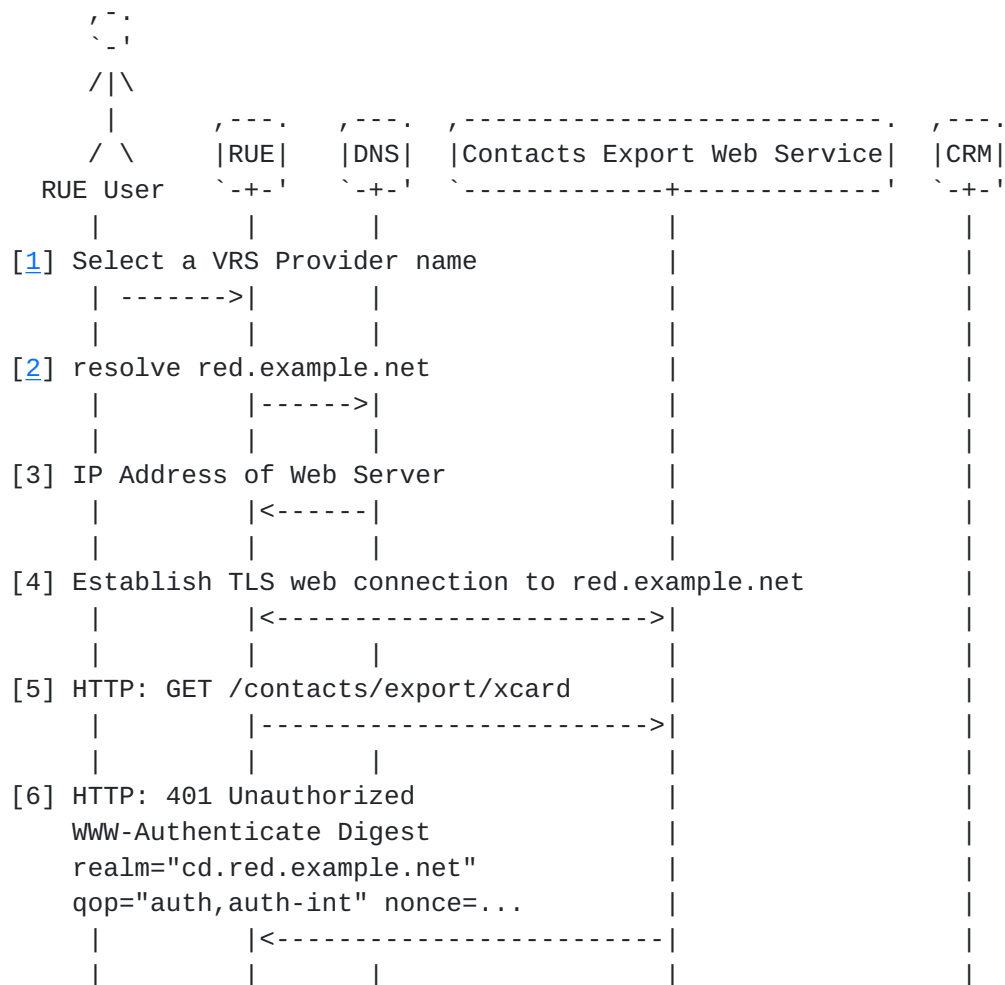 ,-.
      `-'
      /|\
       |      ,---.   ,---.  ,---------------------------.  ,---.
      / \     |RUE|   |DNS|  |Contacts Export Web Service|  |CRM|
   RUE User   `-+-'   `-+-'  `-------------+-------------'  `-+-'
      |         |       |                  |                  |
 [1] Select a VRS Provider name            |                  |
      | ------->|       |                  |                  |
      |         |       |                  |                  |
 [2] resolve red.example.net               |                  |
      |         |------>|                  |                  |
      |         |       |                  |                  |
 [3] IP Address of Web Server              |                  |
      |         |<------|                  |                  |
      |         |       |                  |                  |
 [4] Establish TLS web connection to red.example.net          |
      |         |<------------------------>|                  |
      |         |       |                  |                  |
 [5] HTTP: GET /contacts/export/xcard      |                  |
      |         |------------------------->|                  |
      |         |       |                  |                  |
 [6] HTTP: 401 Unauthorized                |                  |
     WWW-Authenticate Digest               |                  |
     realm="cd.red.example.net"            |                  |
     qop="auth,auth-int" nonce=...         |                  |
      |         |<-------------------------|                  |
      |         |       |                  |                  |